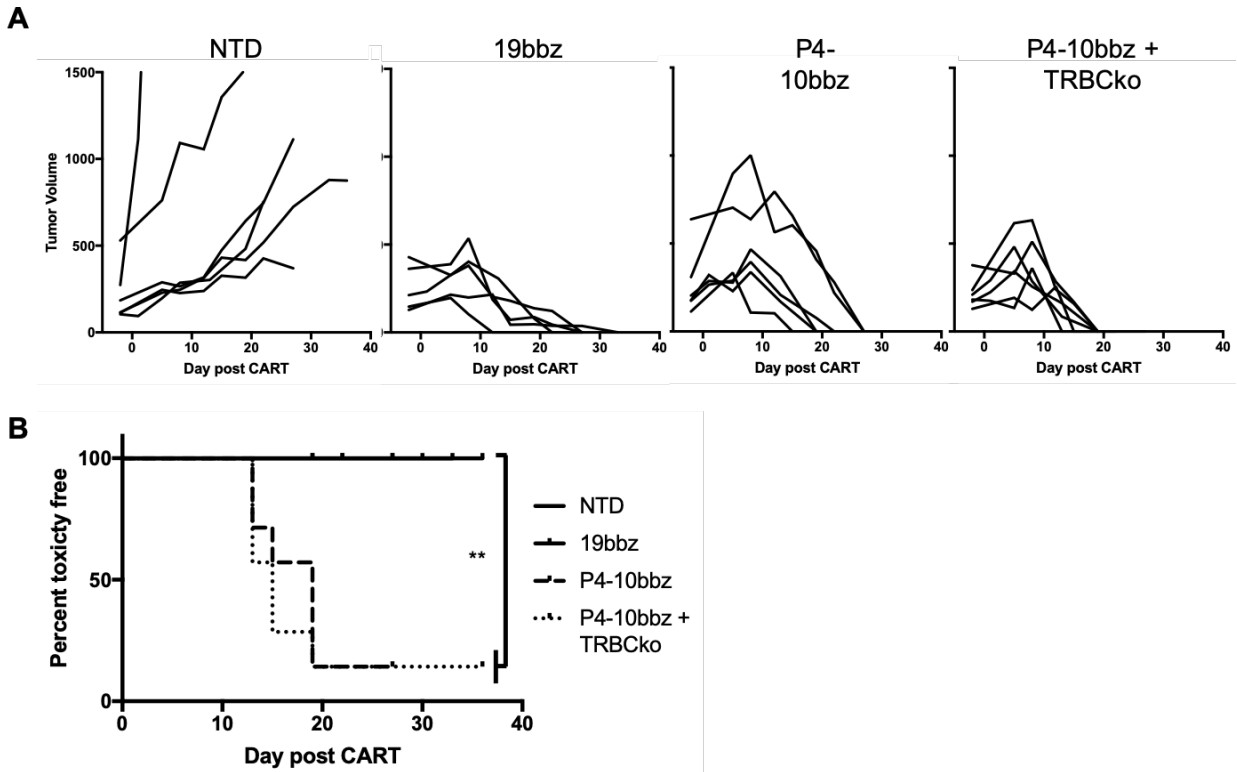 A
NTD
19bbz
P4-
10bbz
P4-10bbz +
TRBCko
1500
1000
500
0
Tumor Volume
0 10 20 30 40
0 10 20 30 40
0 10 20 30 40
0 10 20 30 40
Day post CART
Day post CART
Day post CART
Day post CART
B
100
50
0
Percent toxicty free
**
NTD
19bbz
P4-10bbz
P4-10bbz +
TRBCko
0 10 20 30 40
Day post CART